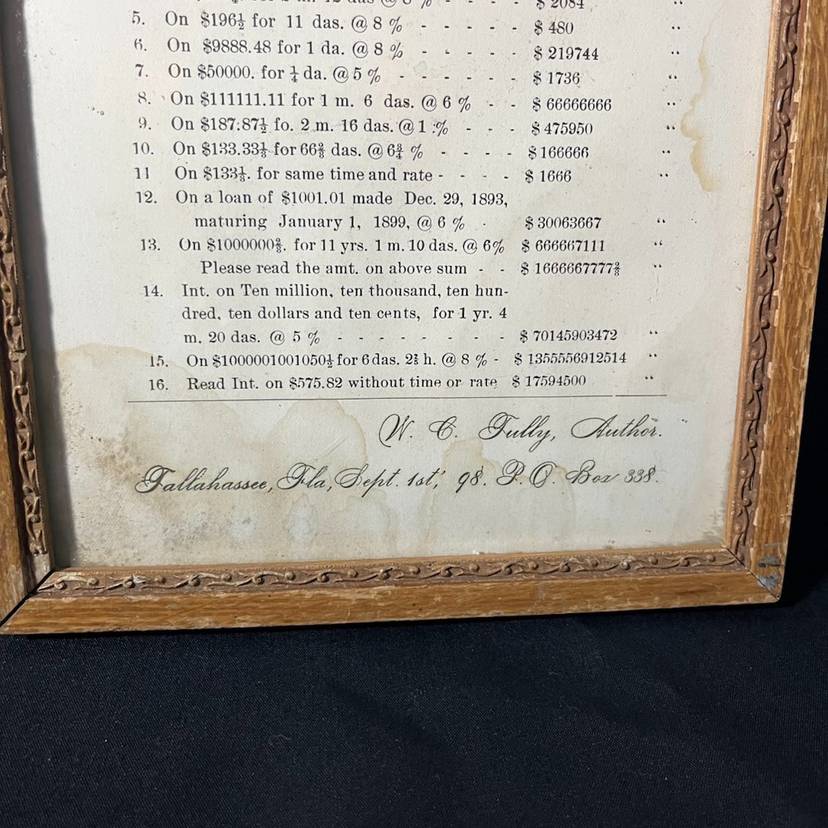 $ 2084
5. On $196½ for 11 das. @ 8 % - - - - - $ 480 "
6. On $9888.48 for 1 da. @ 8 % - - - - $ 219744 "
7. On $50000. for ¼ da. @ 5 % - - - - - - $ 1736 "
8. On $111111.11 for 1 m. 6 das. @ 6 % - - $ 66666666 "
9. On $187.87½ fo. 2 m. 16 das. @ 1 % - - - $ 475950 "
10. On $133.33⅓ for 66⅔ das. @ 6¾ % - - - - $ 166666 "
11 On $133⅓. for same time and rate - - - - $ 1666 "
12. On a loan of $1001.01 made Dec. 29, 1893,
maturing January 1, 1899, @ 6 % - $ 30063667 "
13. On $1000000⅔. for 11 yrs. 1 m. 10 das. @ 6% $ 666667111 "
Please read the amt. on above sum - - $ 1666667777⅔ "
14. Int. on Ten million, ten thousand, ten hun-
dred, ten dollars and ten cents, for 1 yr. 4
m. 20 das. @ 5 % - - - - - - - - $ 70145903472 "
15. On $1000001001050½ for 6 das. 2⅔ h. @ 8 % - $ 1355556912514 "
16. Read Int. on $575.82 without time or rate $ 17594500 "
W. C. Tully, Author.
Tallahassee, Fla, Sept. 1st, 98. P.O. Box 338.